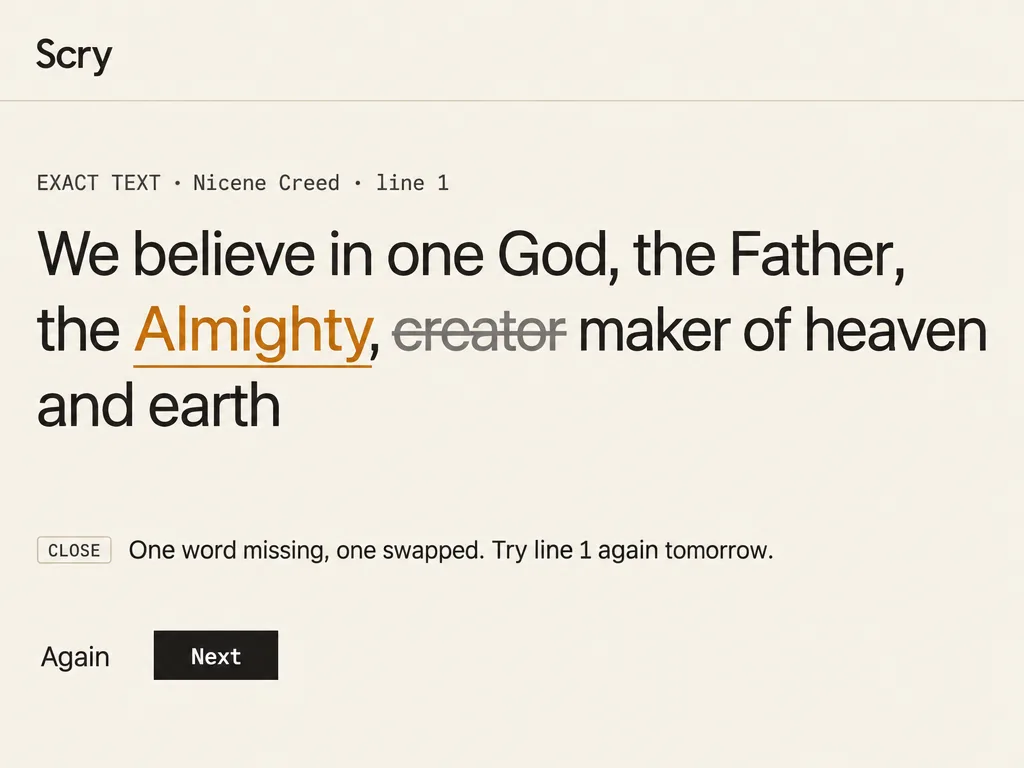 Scry
EXACT TEXT • Nicene Creed • line 1
We believe in one God, the Father,
the Almighty, creator maker of heaven
and earth
CLOSE One word missing, one swapped. Try line 1 again tomorrow.
Again Next